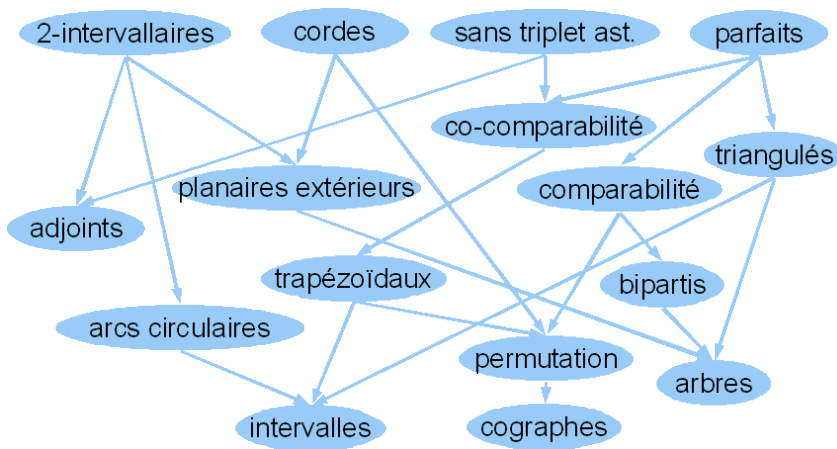 2-intervallaires
cordes
sans triplet ast.
parfaits
co-comparabilité
triangulés
planaires extérieurs
comparabilité
adjoints
trapézoïdaux
bipartis
arcs circulaires
permutation
arbres
intervalles
cographes